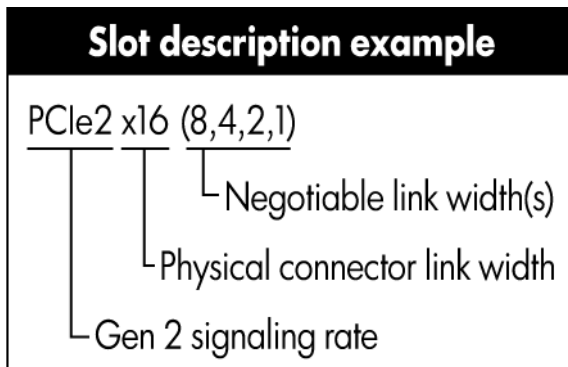 Slot description example
PCIe2 x16 (8,4,2,1)
Negotiable link width(s)
Physical connector link width
Gen 2 signaling rate